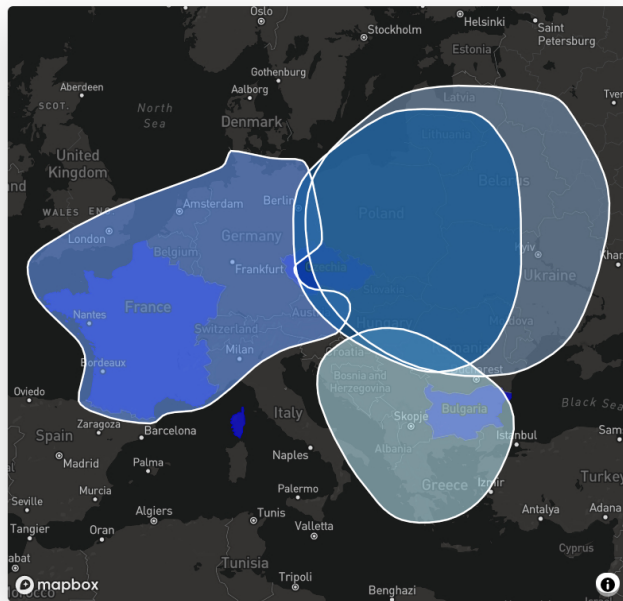 Oslo
Helsinki
Stockholm
Saint
Petersburg
Estonia
Gothenburg
Aberdeen
Aalborg
Latvia
Tver
SCOT.
North
Sea
Denmark
Lithuania
United
Kingdom
Belarus
WALES
Amsterdam
Berlin
Poland
London
Germany
Belgium
Kyiv
Frankfurt
Czechia
Ukraine
Slovakia
France
Nantes
Austria
Hungary
Moldova
Switzerland
Milan
Croatia
Bordeaux
Bosnia and
Herzegovina
Oviedo
Black Sea
Italy
Skopje
Bulgaria
Zaragoza
Barcelona
Istanbul
Spain
Madrid
Naples
Albania
Palma
Turkey
Greece
Izmir
Murcia
Palermo
Seville
Antalya
Adana
Algiers
Tunis
Valletta
Tangier
Oran
Cyprus
Tunisia
mapbox
Tripoli
Benghazi